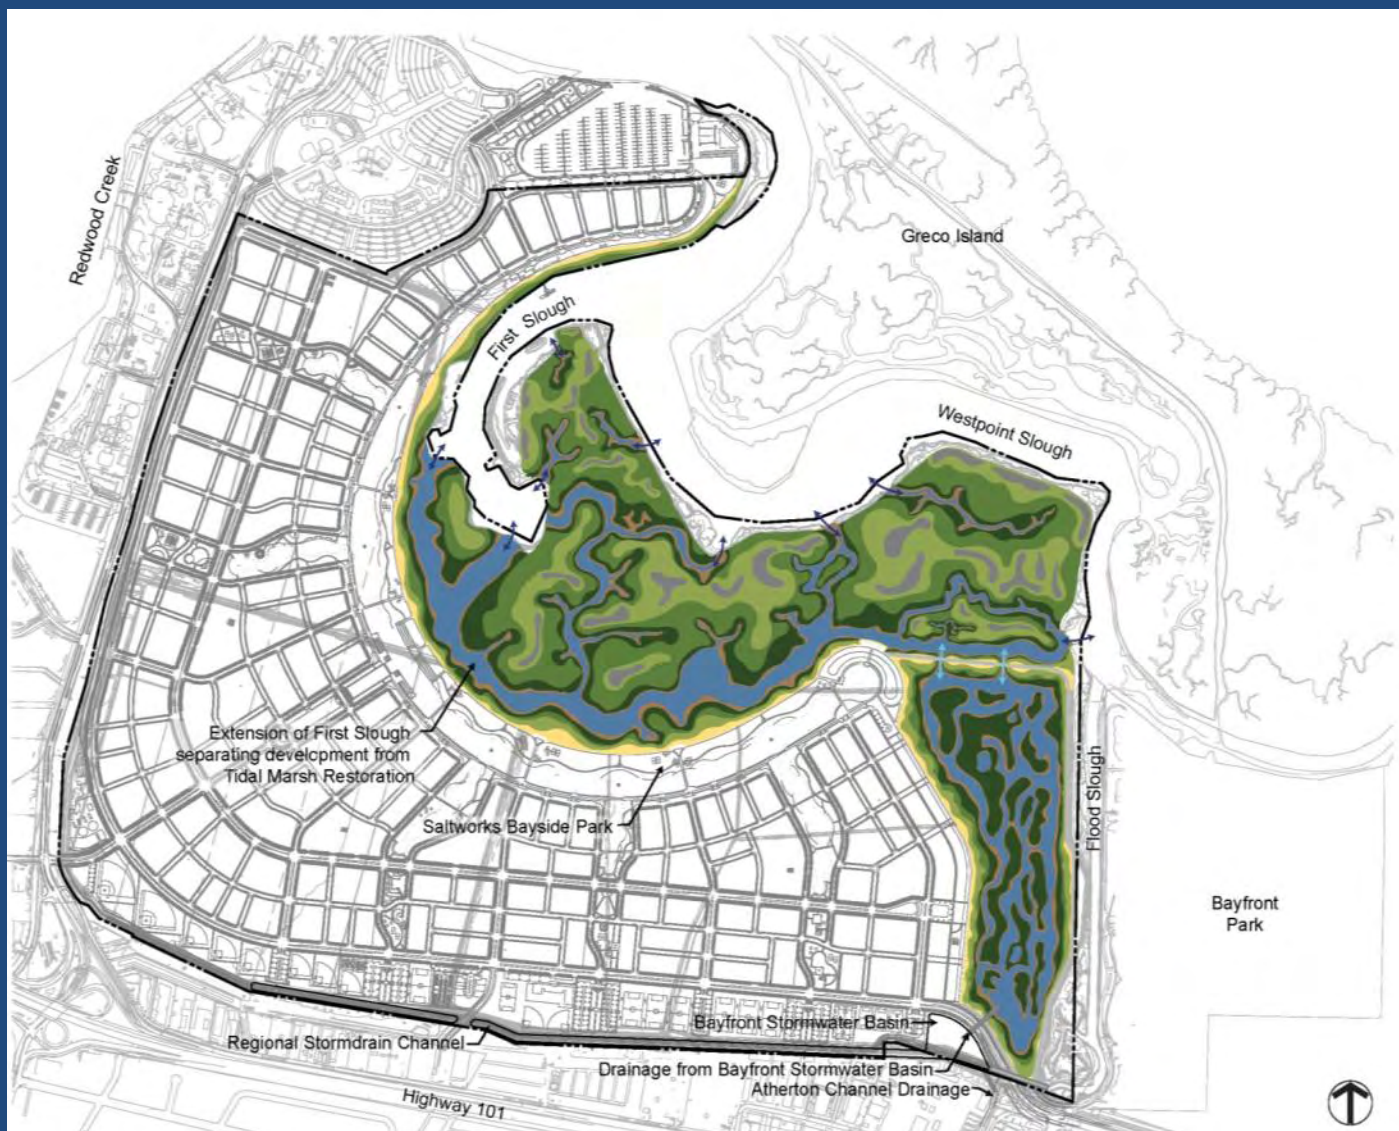 Redwood Creek
Greco Island
First Slough
Westpoint Slough
Extension of First Slough
separating development from
Tidal Marsh Restoration
Saltworks Bayside Park
Flood Slough
Bayfront
Park
Bayfront Stormwater Basin
Regional Stormdrain Channel
Drainage from Bayfront Stormwater Basin
Atherton Channel Drainage
Highway 101